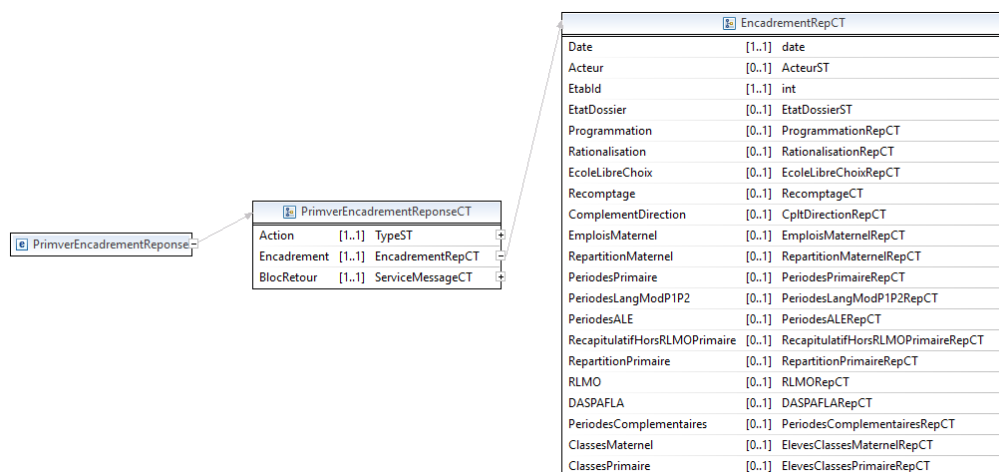 EncadrementRepCT
Date [1..1] date
Acteur [0..1] ActeurST
EtabId [1..1] int
EtatDossier [0..1] EtatDossierST
Programmation [0..1] ProgrammationRepCT
Rationalisation [0..1] RationalisationRepCT
EcoleLibreChoix [0..1] EcoleLibreChoixRepCT
Recomptage [0..1] RecomptageCT
ComplementDirection [0..1] CpltDirectionRepCT
EmploisMaternel [0..1] EmploisMaternelRepCT
RepartitionMaternel [0..1] RepartitionMaternelRepCT
PeriodesPrimaire [0..1] PeriodesPrimaireRepCT
PeriodesLangModP1P2 [0..1] PeriodesLangModP1P2RepCT
PeriodesALE [0..1] PeriodesALERepCT
RecapitulatifHorsRLMOPrimaire [0..1] RecapitulatifHorsRLMOPrimaireRepCT
RepartitionPrimaire [0..1] RepartitionPrimaireRepCT
RLMO [0..1] RLMORepCT
DASPAFLA [0..1] DASPAFLARepCT
PeriodesComplementaires [0..1] PeriodesComplementairesRepCT
ClassesMaternel [0..1] ElevesClassesMaternelRepCT
ClassesPrimaire [0..1] ElevesClassesPrimaireRepCT
PrimverEncadrementReponseCT
Action [1..1] TypeST
Encadrement [1..1] EncadrementRepCT
BlocRetour [1..1] ServiceMessageCT
e PrimverEncadrementReponse